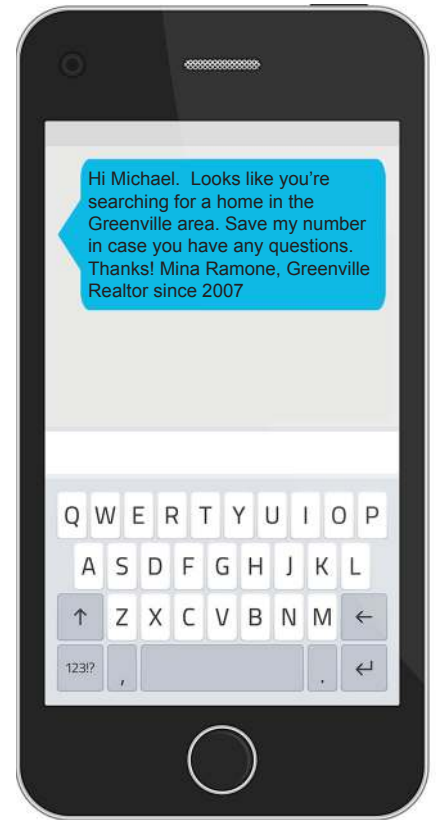 Hi Michael.  Looks like you're
searching for a home in the
Greenville area. Save my number
in case you have any questions.
Thanks! Mina Ramone, Greenville
Realtor since 2007
Q W E R T Y U I O P
A S D F G H J K L
↑ Z X C V B N M ←
123!? , . ↵